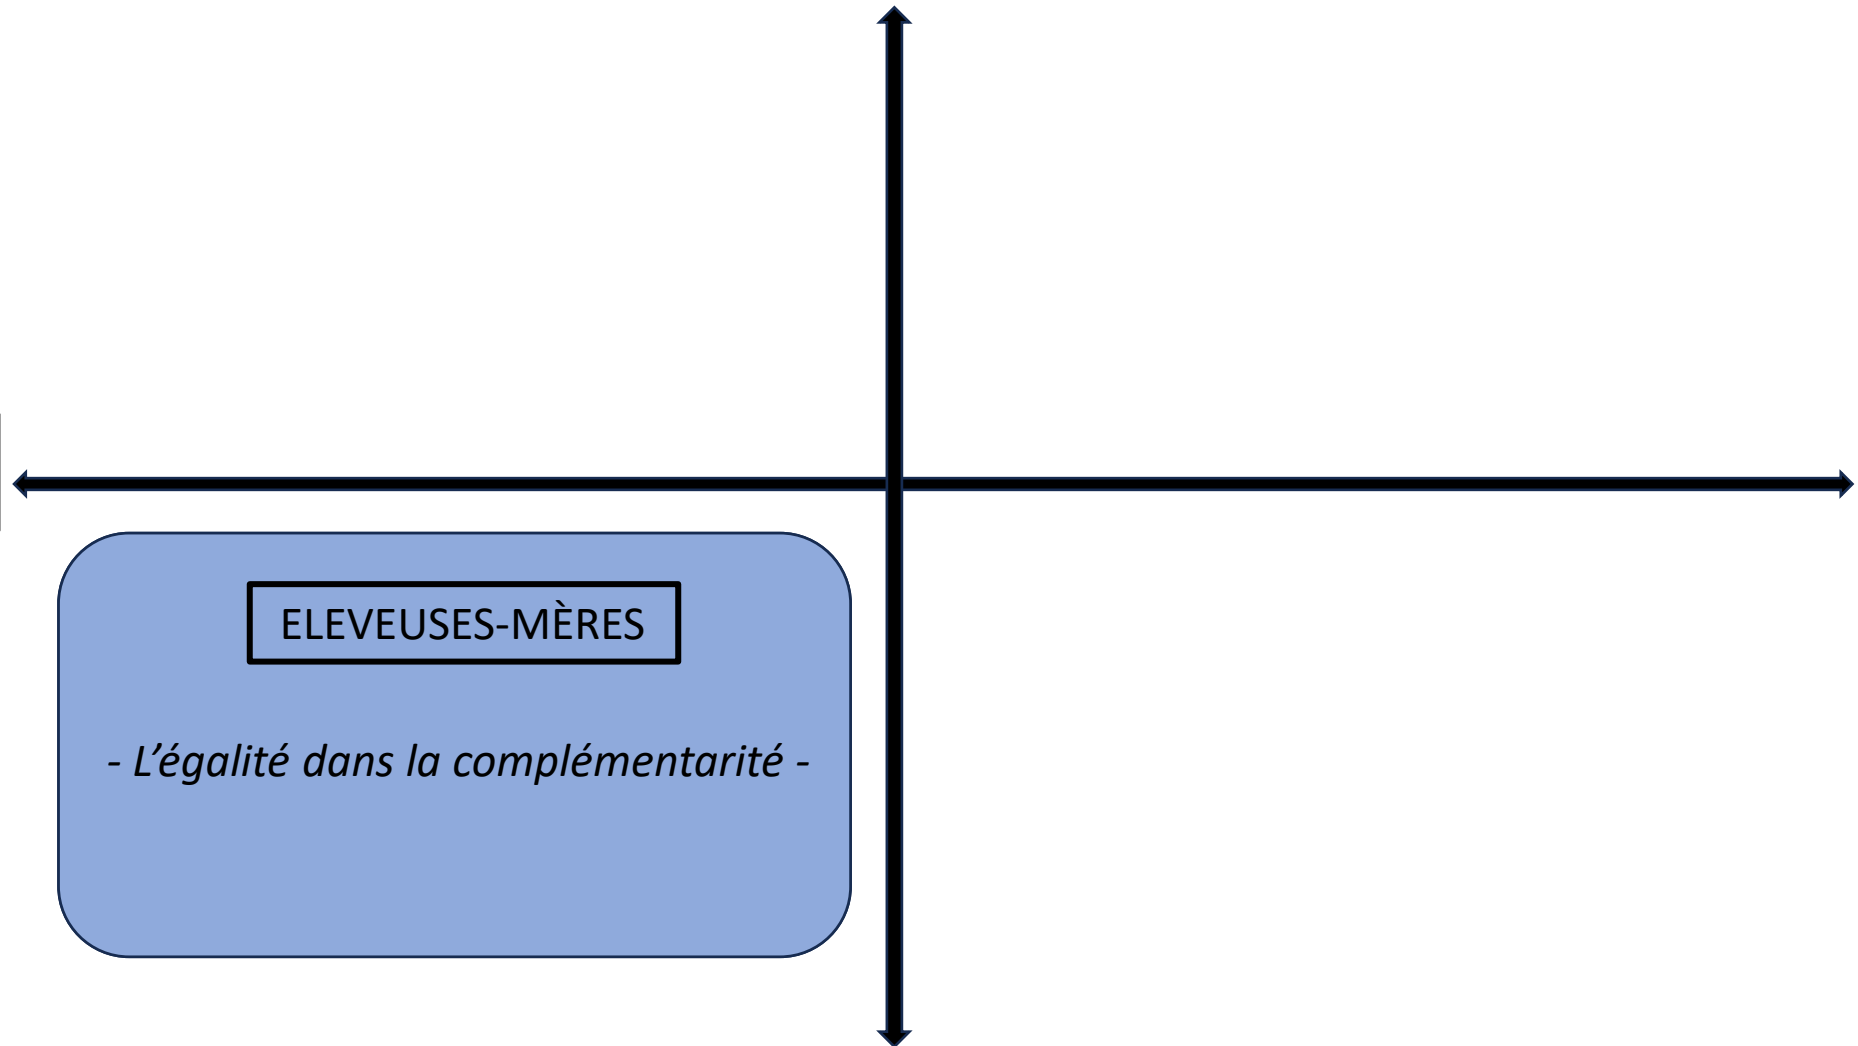 ELEVEUSES-MÈRES
- L’égalité dans la complémentarité -